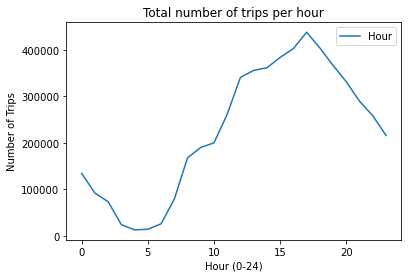 Total number of trips per hour
Hour
400000
300000
200000
100000
0
Number of Trips
0
5
10
15
20
Hour (0-24)